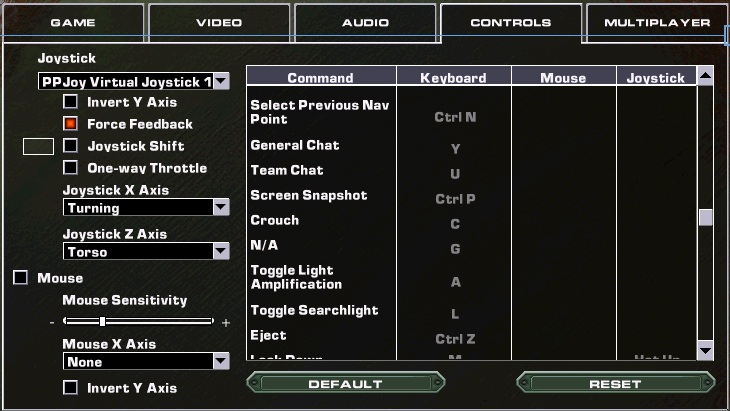 GAME VIDEO AUDIO CONTROLS MULTIPLAYER
Joystick
PPJoy Virtual Joystick 1
Invert Y Axis
Force Feedback
Joystick Shift
One-way Throttle
Joystick X Axis
Turning
Joystick Z Axis
Torso
Mouse
Mouse Sensitivity
- +
Mouse X Axis
None
Invert Y Axis
Command Keyboard Mouse Joystick
Select Previous Nav
Point Ctrl N
General Chat Y
Team Chat U
Screen Snapshot Ctrl P
Crouch C
N/A G
Toggle Light
Amplification A
Toggle Searchlight L
Eject Ctrl Z
DEFAULT RESET